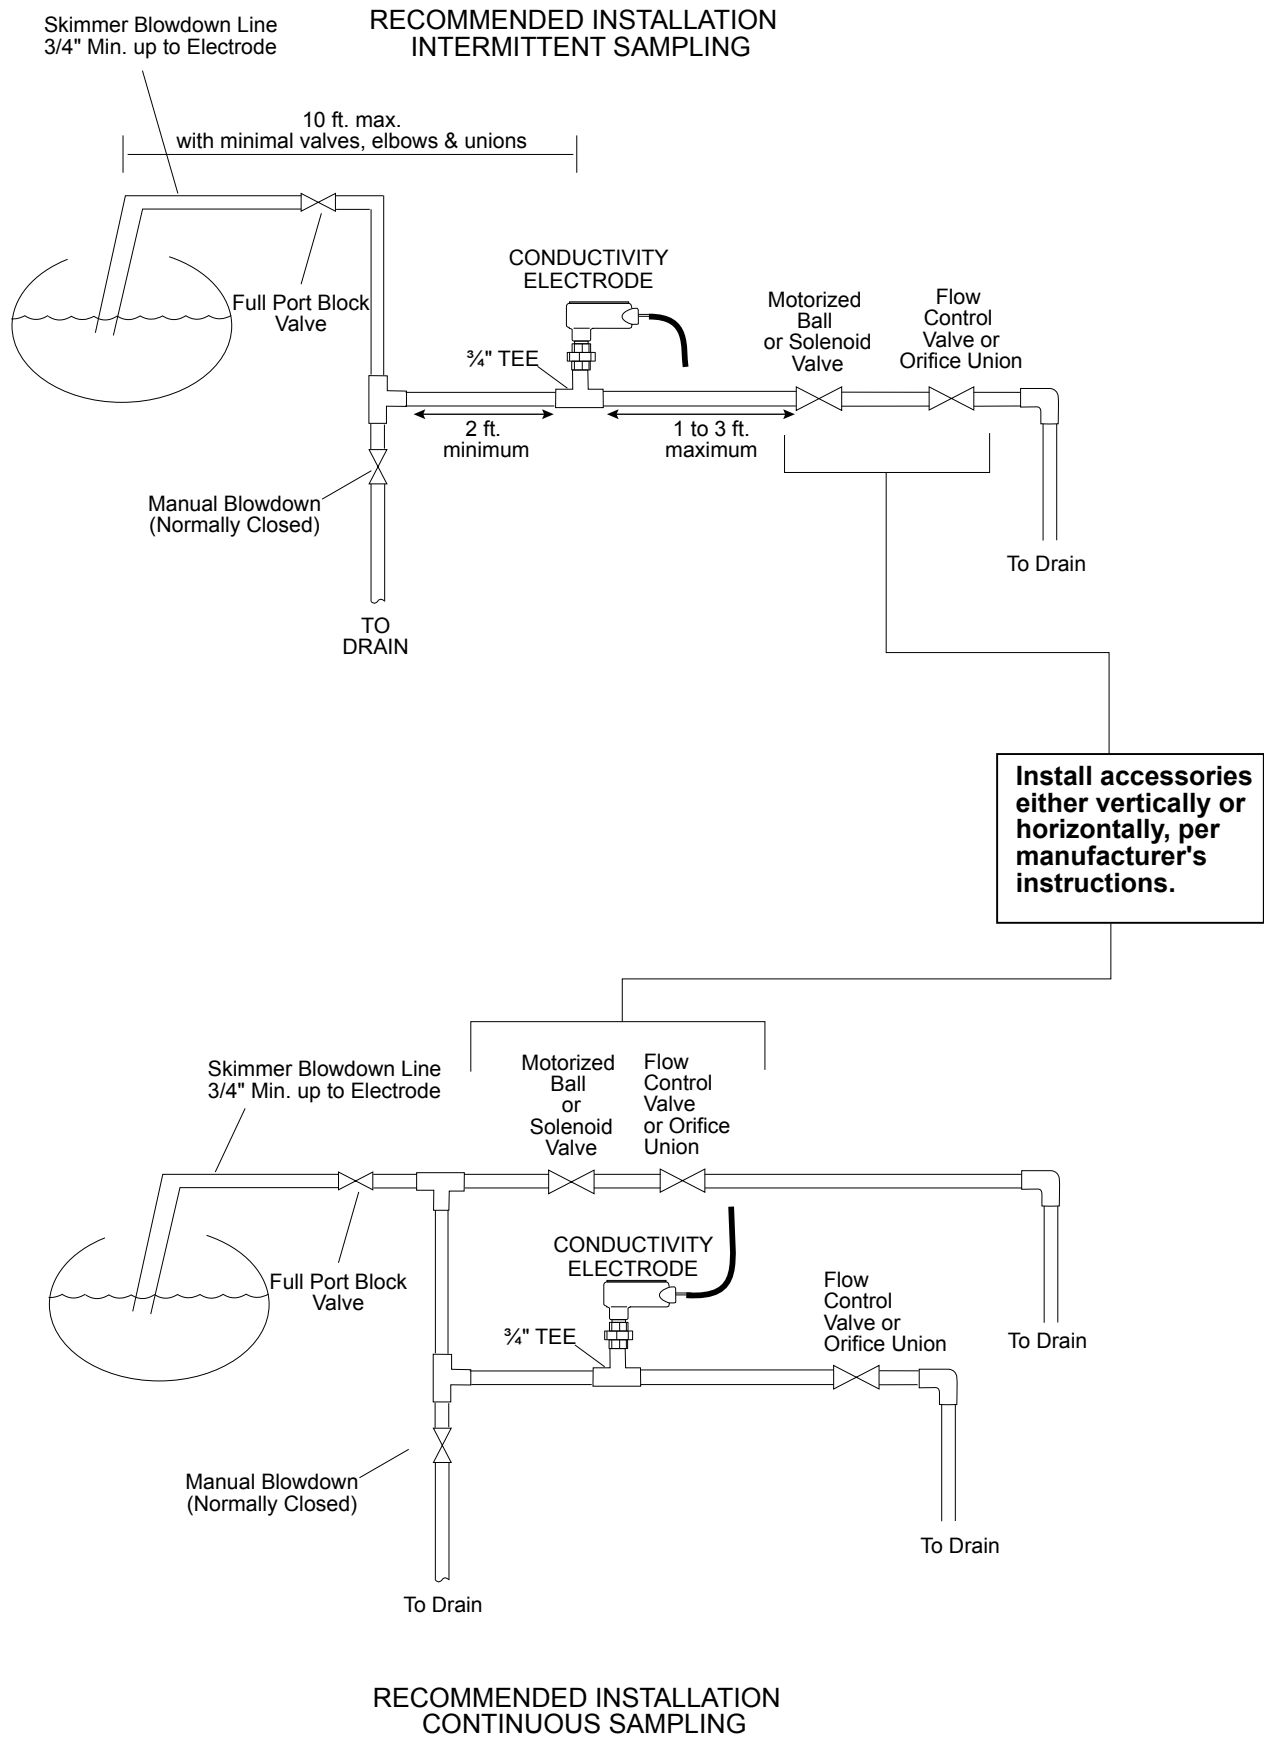 RECOMMENDED INSTALLATION
INTERMITTENT SAMPLING
Skimmer Blowdown Line
3/4" Min. up to Electrode
10 ft. max.
with minimal valves, elbows & unions
CONDUCTIVITY
ELECTRODE
Full Port Block
Valve
Motorized
Ball
or Solenoid
Valve
Flow
Control
Valve or
Orifice Union
¾" TEE
2 ft.
minimum
1 to 3 ft.
maximum
Manual Blowdown
(Normally Closed)
To Drain
TO
DRAIN
Install accessories
either vertically or
horizontally, per
manufacturer's
instructions.
Skimmer Blowdown Line
3/4" Min. up to Electrode
Motorized
Ball
or
Solenoid
Valve
Flow
Control
Valve
or Orifice
Union
CONDUCTIVITY
ELECTRODE
Full Port Block
Valve
Flow
Control
Valve or
Orifice Union
¾" TEE
To Drain
Manual Blowdown
(Normally Closed)
To Drain
To Drain
RECOMMENDED INSTALLATION
CONTINUOUS SAMPLING